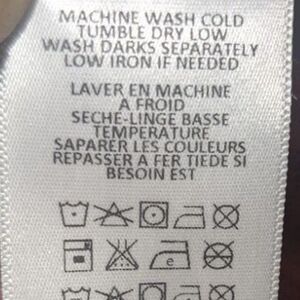 MACHINE WASH COLD
TUMBLE DRY LOW
WASH DARKS SEPARATELY
LOW IRON IF NEEDED
LAVER EN MACHINE
A FROID
SECHE-LINGE BASSE
TEMPERATURE
SAPARER LES COULEURS
REPASSER A FER TIEDE SI
BESOIN EST
e